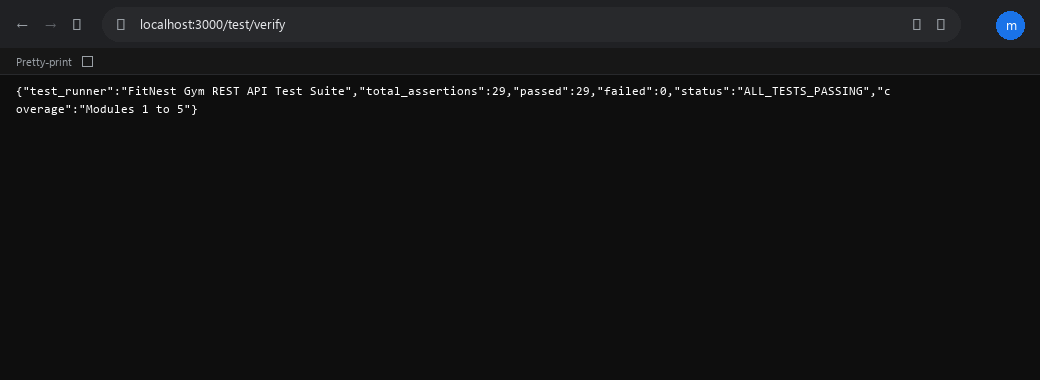 localhost:3000/test/verify
m
Pretty-print
{"test_runner":"FitNest Gym REST API Test Suite","total_assertions":29,"passed":29,"failed":0,"status":"ALL_TESTS_PASSING","c
overage":"Modules 1 to 5"}